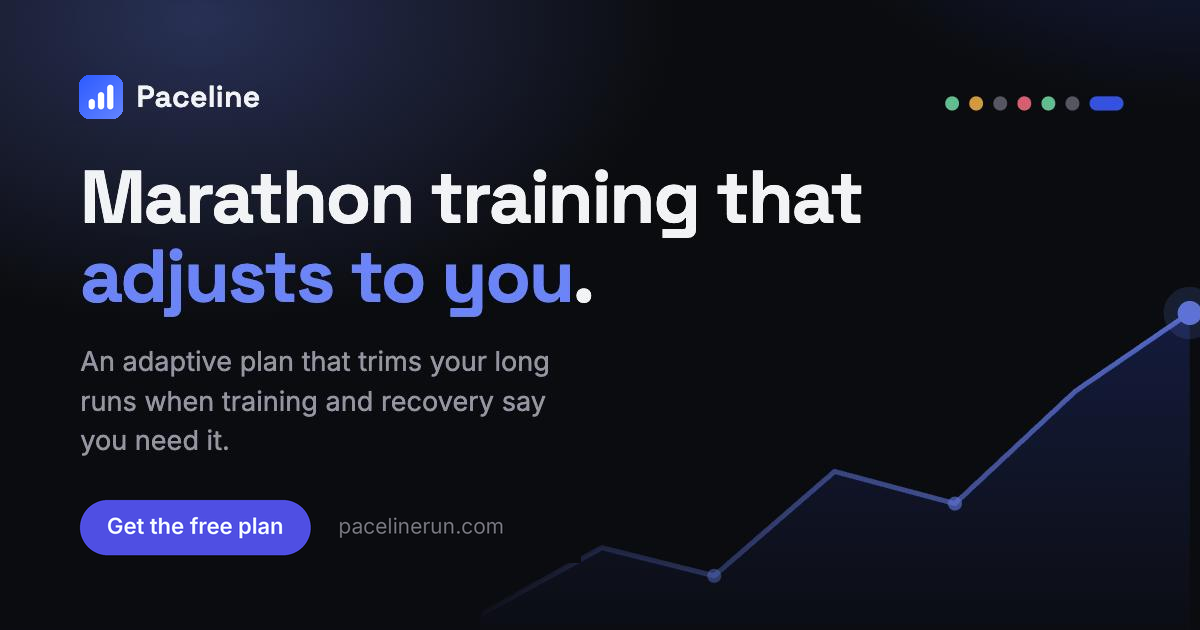 Paceline
Marathon training that
adjusts to you.
An adaptive plan that trims your long
runs when training and recovery say
you need it.
Get the free plan
pacelinerun.com